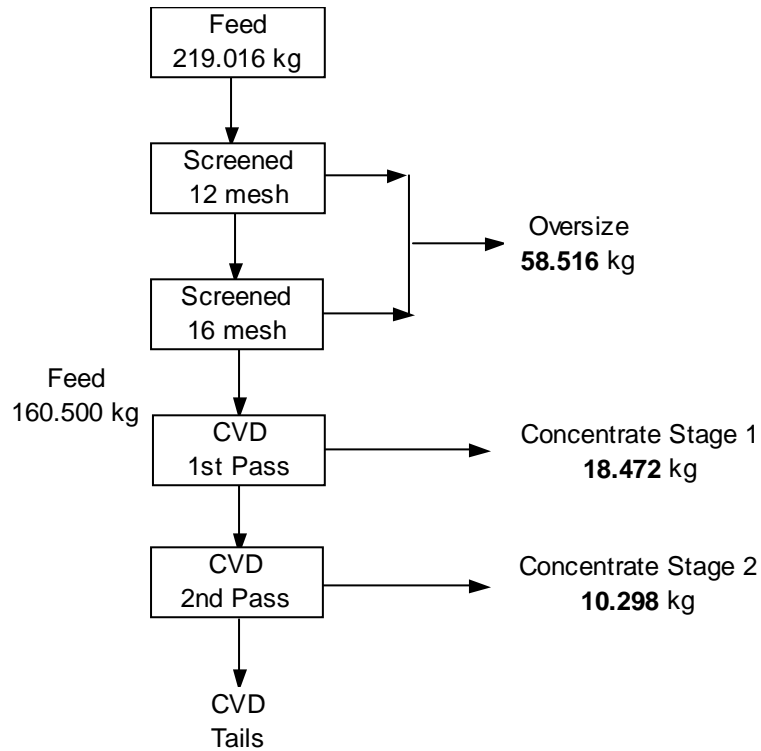 Feed
219.016 kg
Screened
12 mesh
Oversize
58.516 kg
Screened
16 mesh
Feed
160.500 kg
CVD
1st Pass
Concentrate Stage 1
18.472 kg
CVD
2nd Pass
Concentrate Stage 2
10.298 kg
CVD
Tails